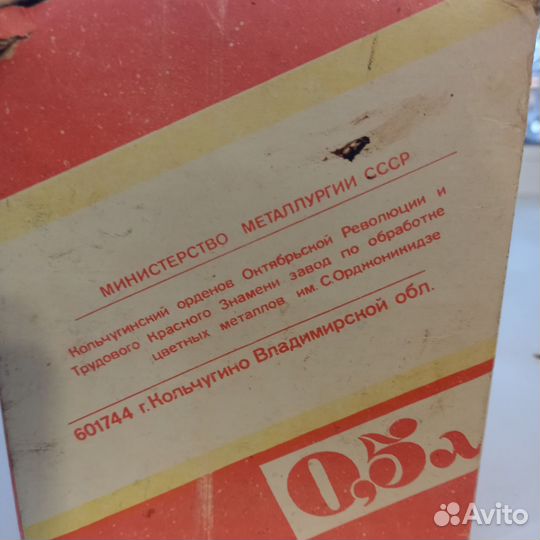 МИНИСТЕРСТВО МЕТАЛЛУРГИИ СССР
Кольчугинский орденов Октябрьской Революции и
Трудового Красного Знамени завод по обработке
цветных металлов им. С. Орджоникидзе
601744 г. Кольчугино Владимирской обл.
0,5л
Avito